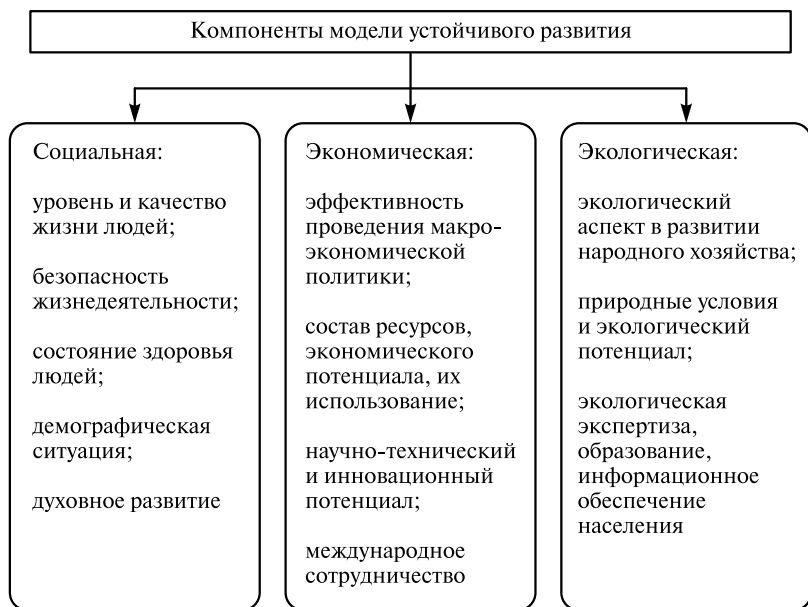 Компоненты модели устойчивого развития
Социальная:
уровень и качество
жизни людей;
безопасность
жизнедеятельности;
состояние здоровья
людей;
демографическая
ситуация;
духовное развитие
Экономическая:
эффективность
проведения макро-
экономической
политики;
состав ресурсов,
экономического
потенциала, их
использование;
научно-технический
и инновационный
потенциал;
международное
сотрудничество
Экологическая:
экологический
аспект в развитии
народного хозяйства;
природные условия
и экологический
потенциал;
экологическая
экспертиза,
образование,
информационное
обеспечение
населения